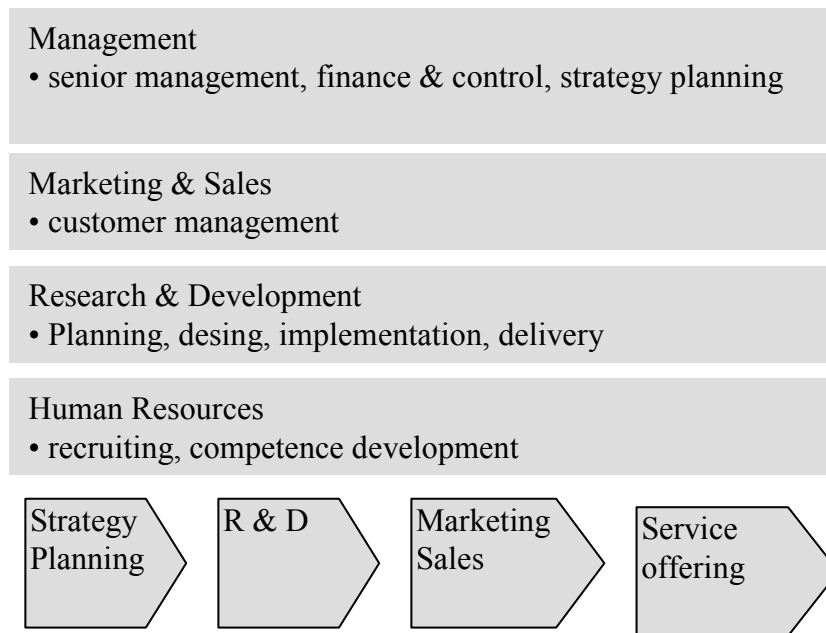 Management
• senior management, finance & control, strategy planning
Marketing & Sales
• customer management
Research & Development
• Planning, desing, implementation, delivery
Human Resources
• recruiting, competence development
Strategy
Planning
R & D
Marketing
Sales
Service
offering